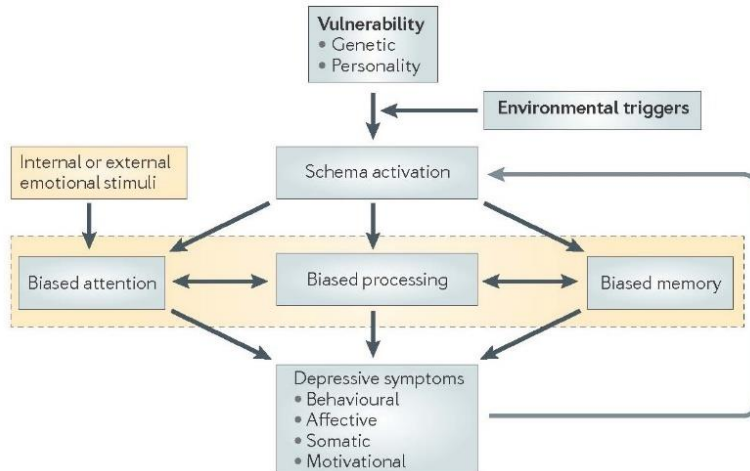 Vulnerability
• Genetic
• Personality
Environmental triggers
Internal or external
emotional stimuli
Schema activation
Biased attention
Biased processing
Biased memory
Depressive symptoms
• Behavioural
• Affective
• Somatic
• Motivational